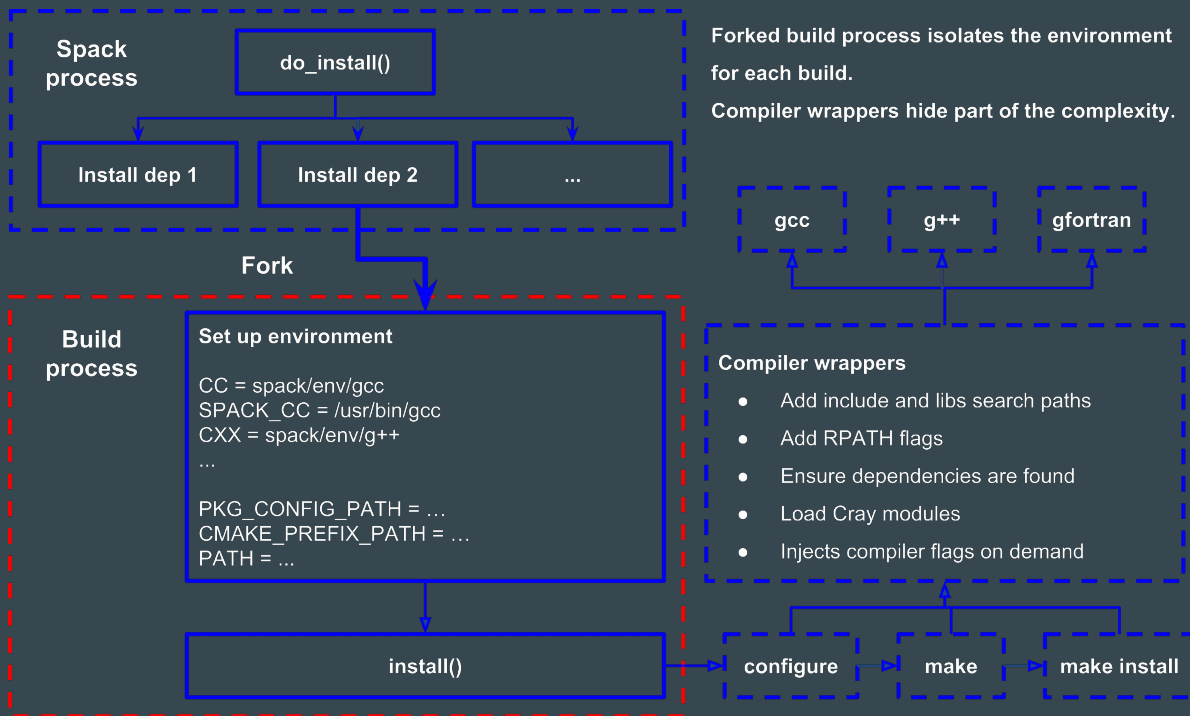 Spack
process
do_install()
Install dep 1
Install dep 2
...
Fork
Build
process
Set up environment
CC = spack/env/gcc
SPACK_CC = /usr/bin/gcc
CXX = spack/env/g++
...
PKG_CONFIG_PATH = …
CMAKE_PREFIX_PATH = …
PATH = ...
install()
Forked build process isolates the environment
for each build.
Compiler wrappers hide part of the complexity.
gcc
g++
gfortran
Compiler wrappers
● Add include and libs search paths
● Add RPATH flags
● Ensure dependencies are found
● Load Cray modules
● Injects compiler flags on demand
configure
make
make install